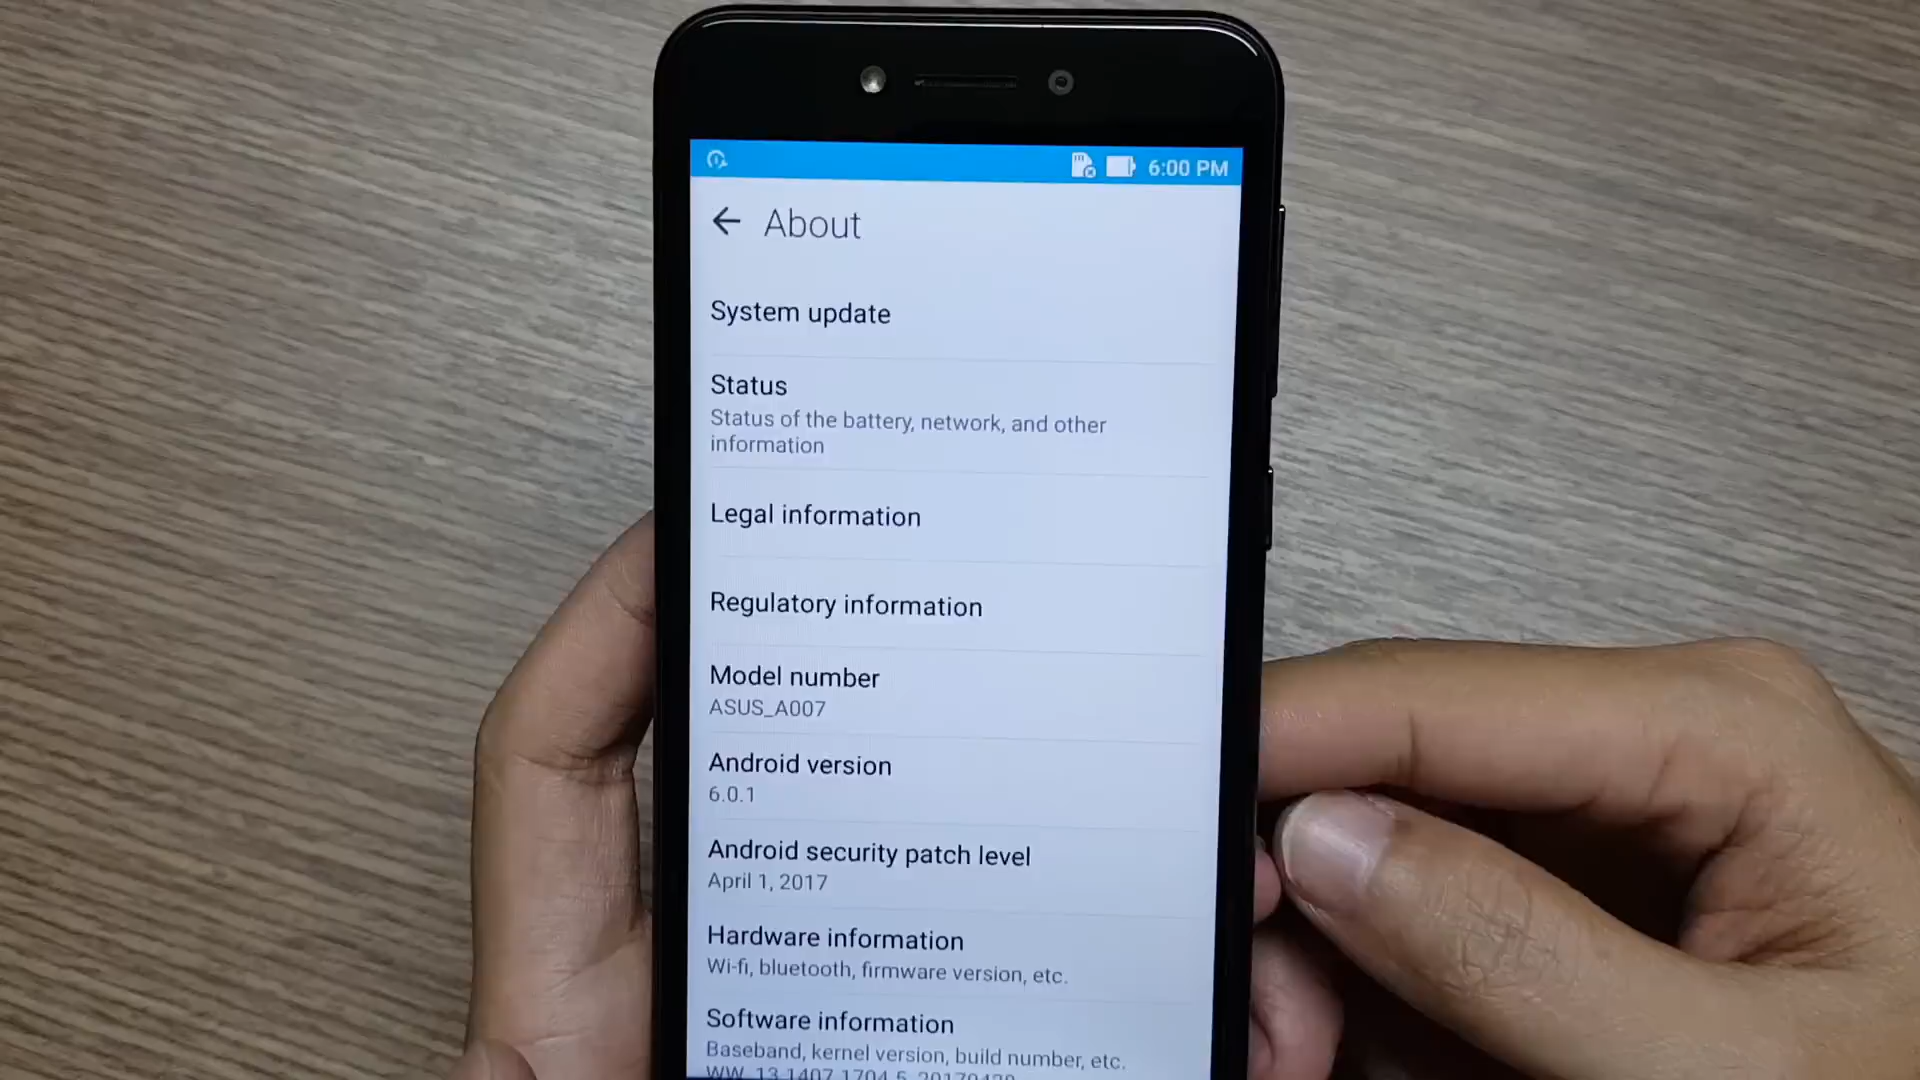 6:00 PM
About
System update
Status
Status of the battery, network, and other
information
Legal information
Regulatory information
Model number
ASUS_A007
Android version
6.0.1
Android security patch level
April 1, 2017
Hardware information
Wi-fi, bluetooth, firmware version, etc.
Software information
Baseband, kernel version, build number, etc.